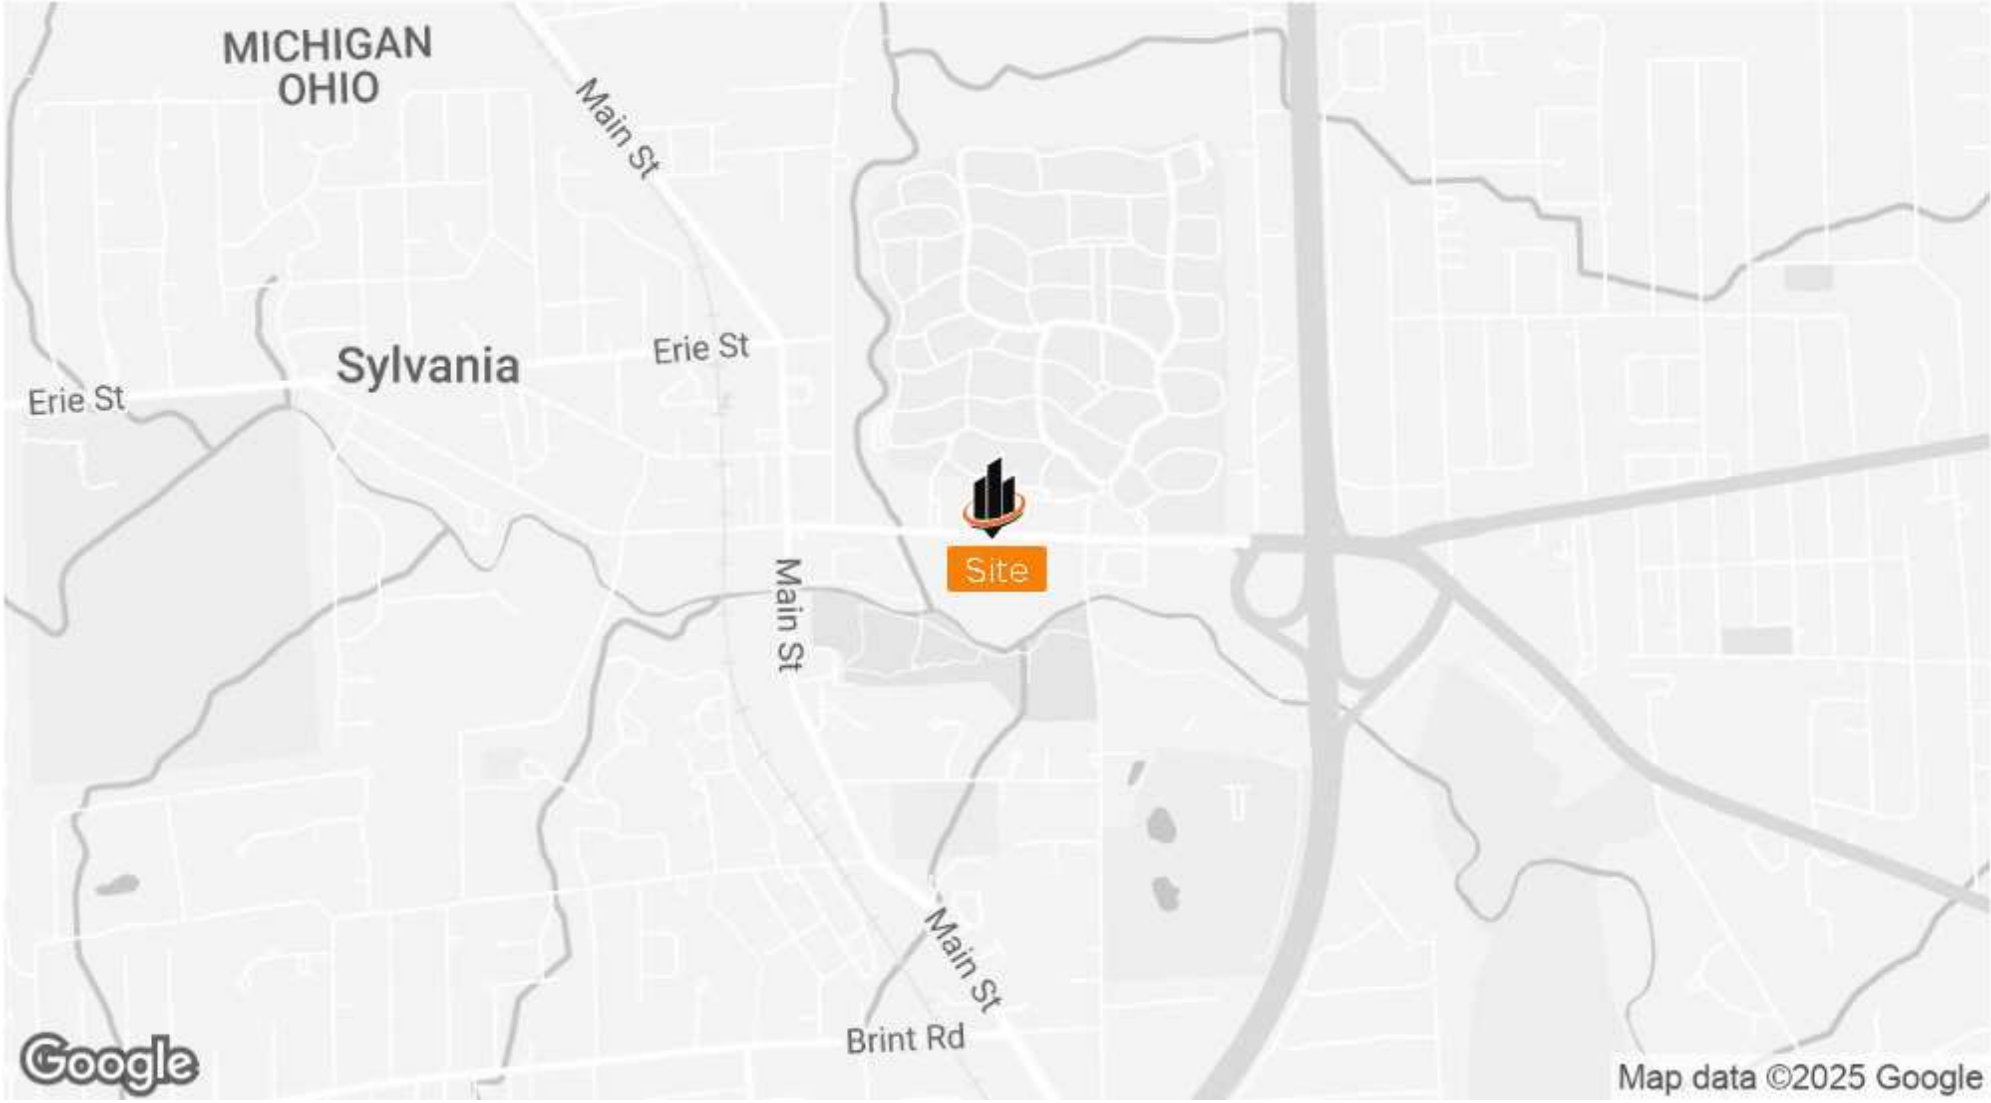 MICHIGAN
OHIO
Main St
Erie St
Sylvania
Erie St
Site
Main St
Main St
Brint Rd
Google
Map data ©2025 Google